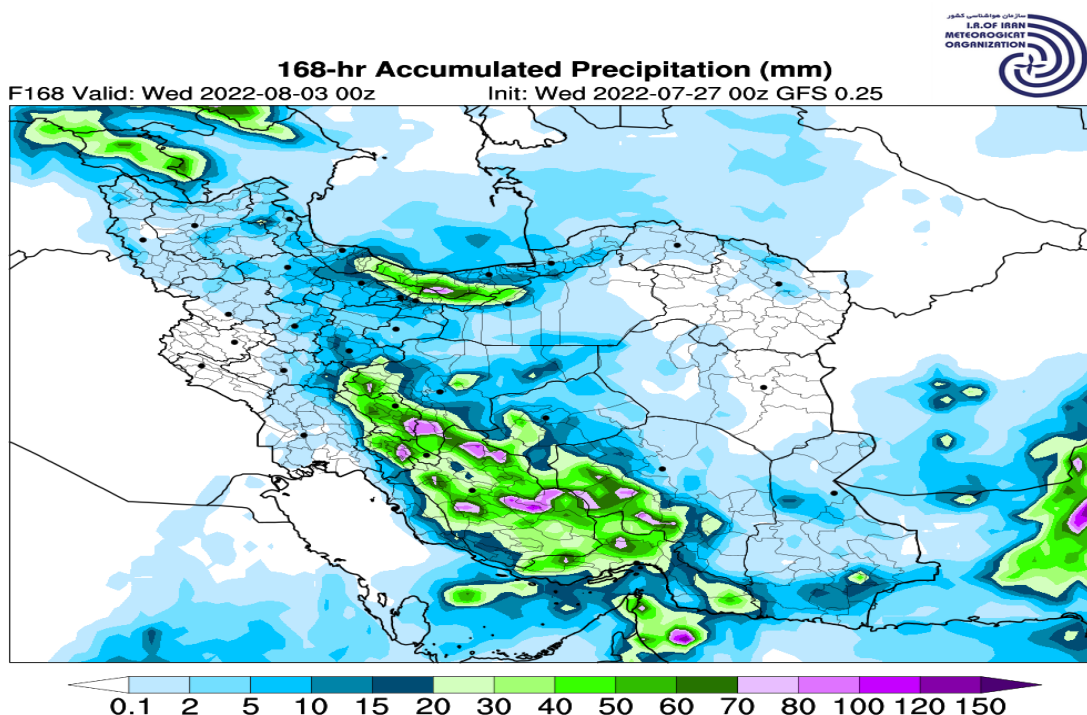 سازمان هواشناسی کشور
I.R.OF IRAN
METEOROGICAT
ORGANIZATION
168-hr Accumulated Precipitation (mm)
F168 Valid: Wed 2022-08-03 00z Init: Wed 2022-07-27 00z GFS 0.25
0.1 2 5 10 15 20 30 40 50 60 70 80 100 120 150